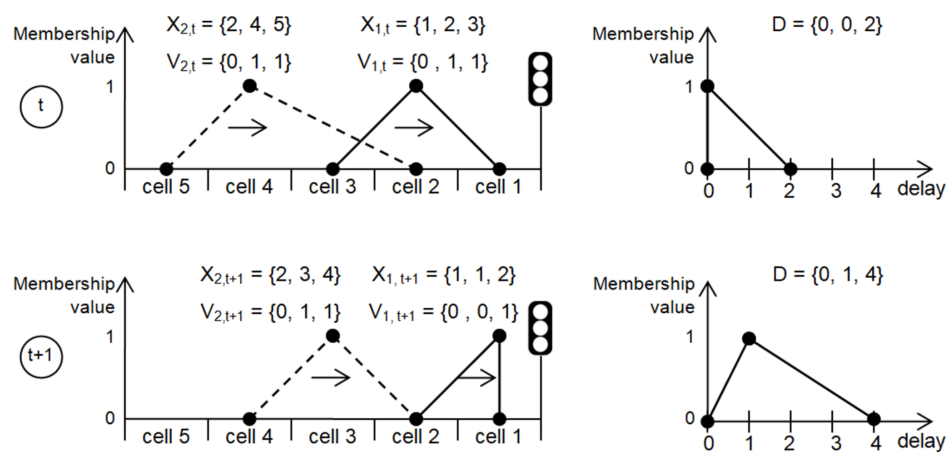 Membership
value
X2,t = {2, 4, 5}
X1,t = {1, 2, 3}
V2,t = {0, 1, 1}
V1,t = {0 , 1, 1}
t
1
0
cell 5 cell 4 cell 3 cell 2 cell 1
Membership
value
D = {0, 0, 2}
1
0
0 1 2 3 4 delay
Membership
value
X2,t+1 = {2, 3, 4}
X1, t+1 = {1, 1, 2}
V2,t+1 = {0, 1, 1}
V1, t+1 = {0 , 0, 1}
t+1
1
0
cell 5 cell 4 cell 3 cell 2 cell 1
Membership
value
D = {0, 1, 4}
1
0
0 1 2 3 4 delay